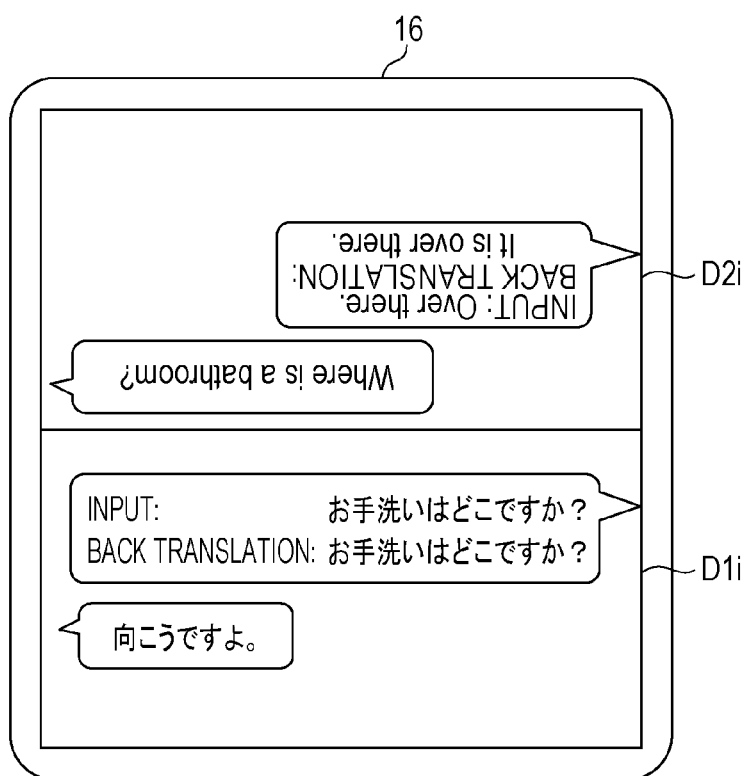 16
Where is a bathroom?
INPUT: Over there.
BACK TRANSLATION:
It is over there.
D2i
INPUT: お手洗いはどこですか？
BACK TRANSLATION: お手洗いはどこですか？
D1i
向こうですよ。